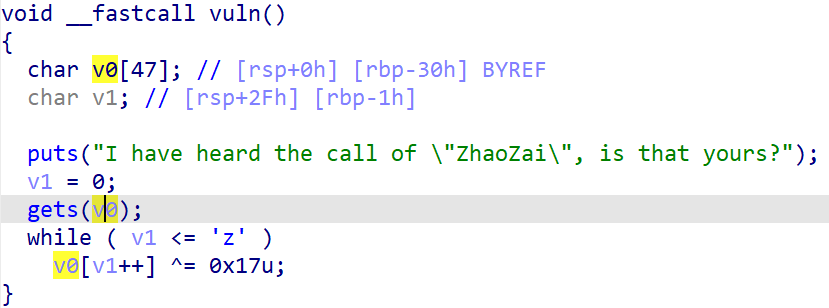 void __fastcall vuln()
{
  char v0[47]; // [rsp+0h] [rbp-30h] BYREF
  char v1; // [rsp+2Fh] [rbp-1h]

  puts("I have heard the call of \"ZhaoZai\", is that yours?");
  v1 = 0;
  gets(v0);
  while ( v1 <= 'z' )
    v0[v1++] ^= 0x17u;
}